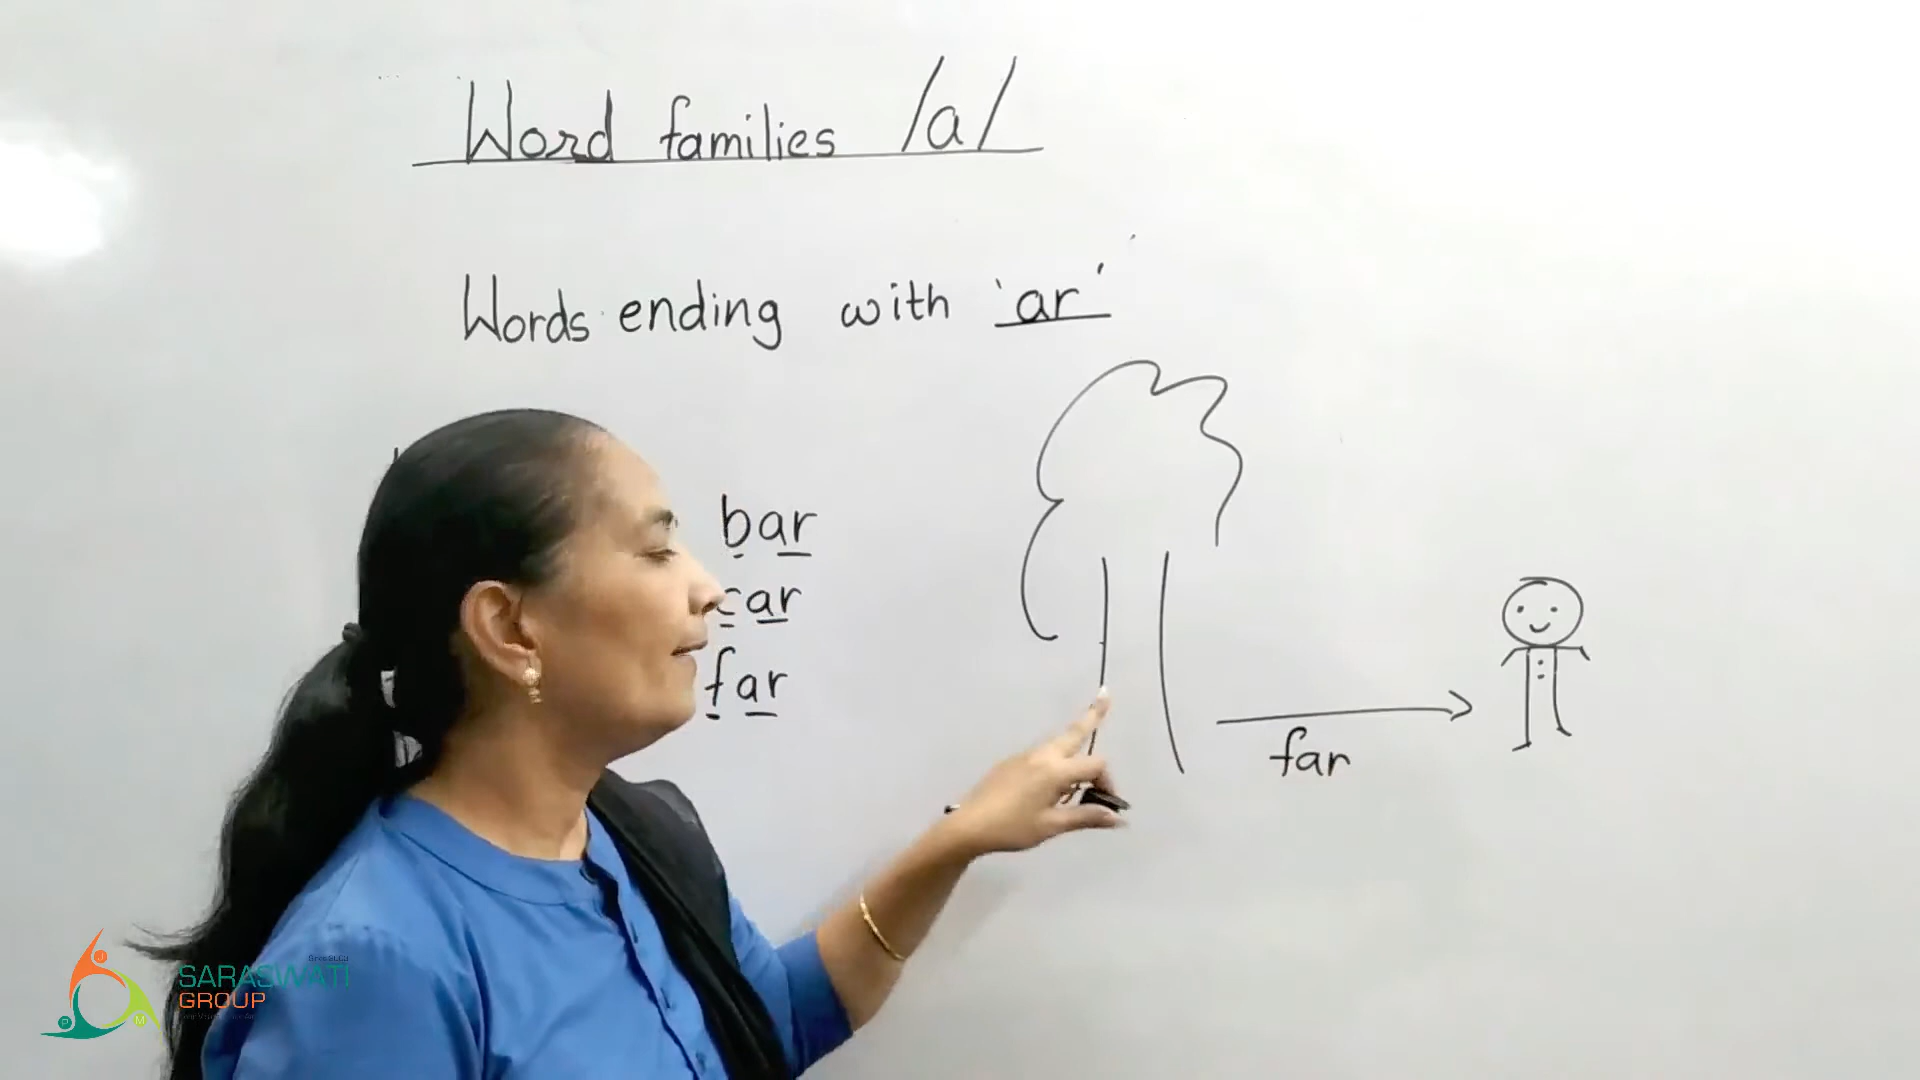 Word families /a/
Words ending with 'ar'
bar
car
far
far
SARASWATI
GROUP
J
P
M